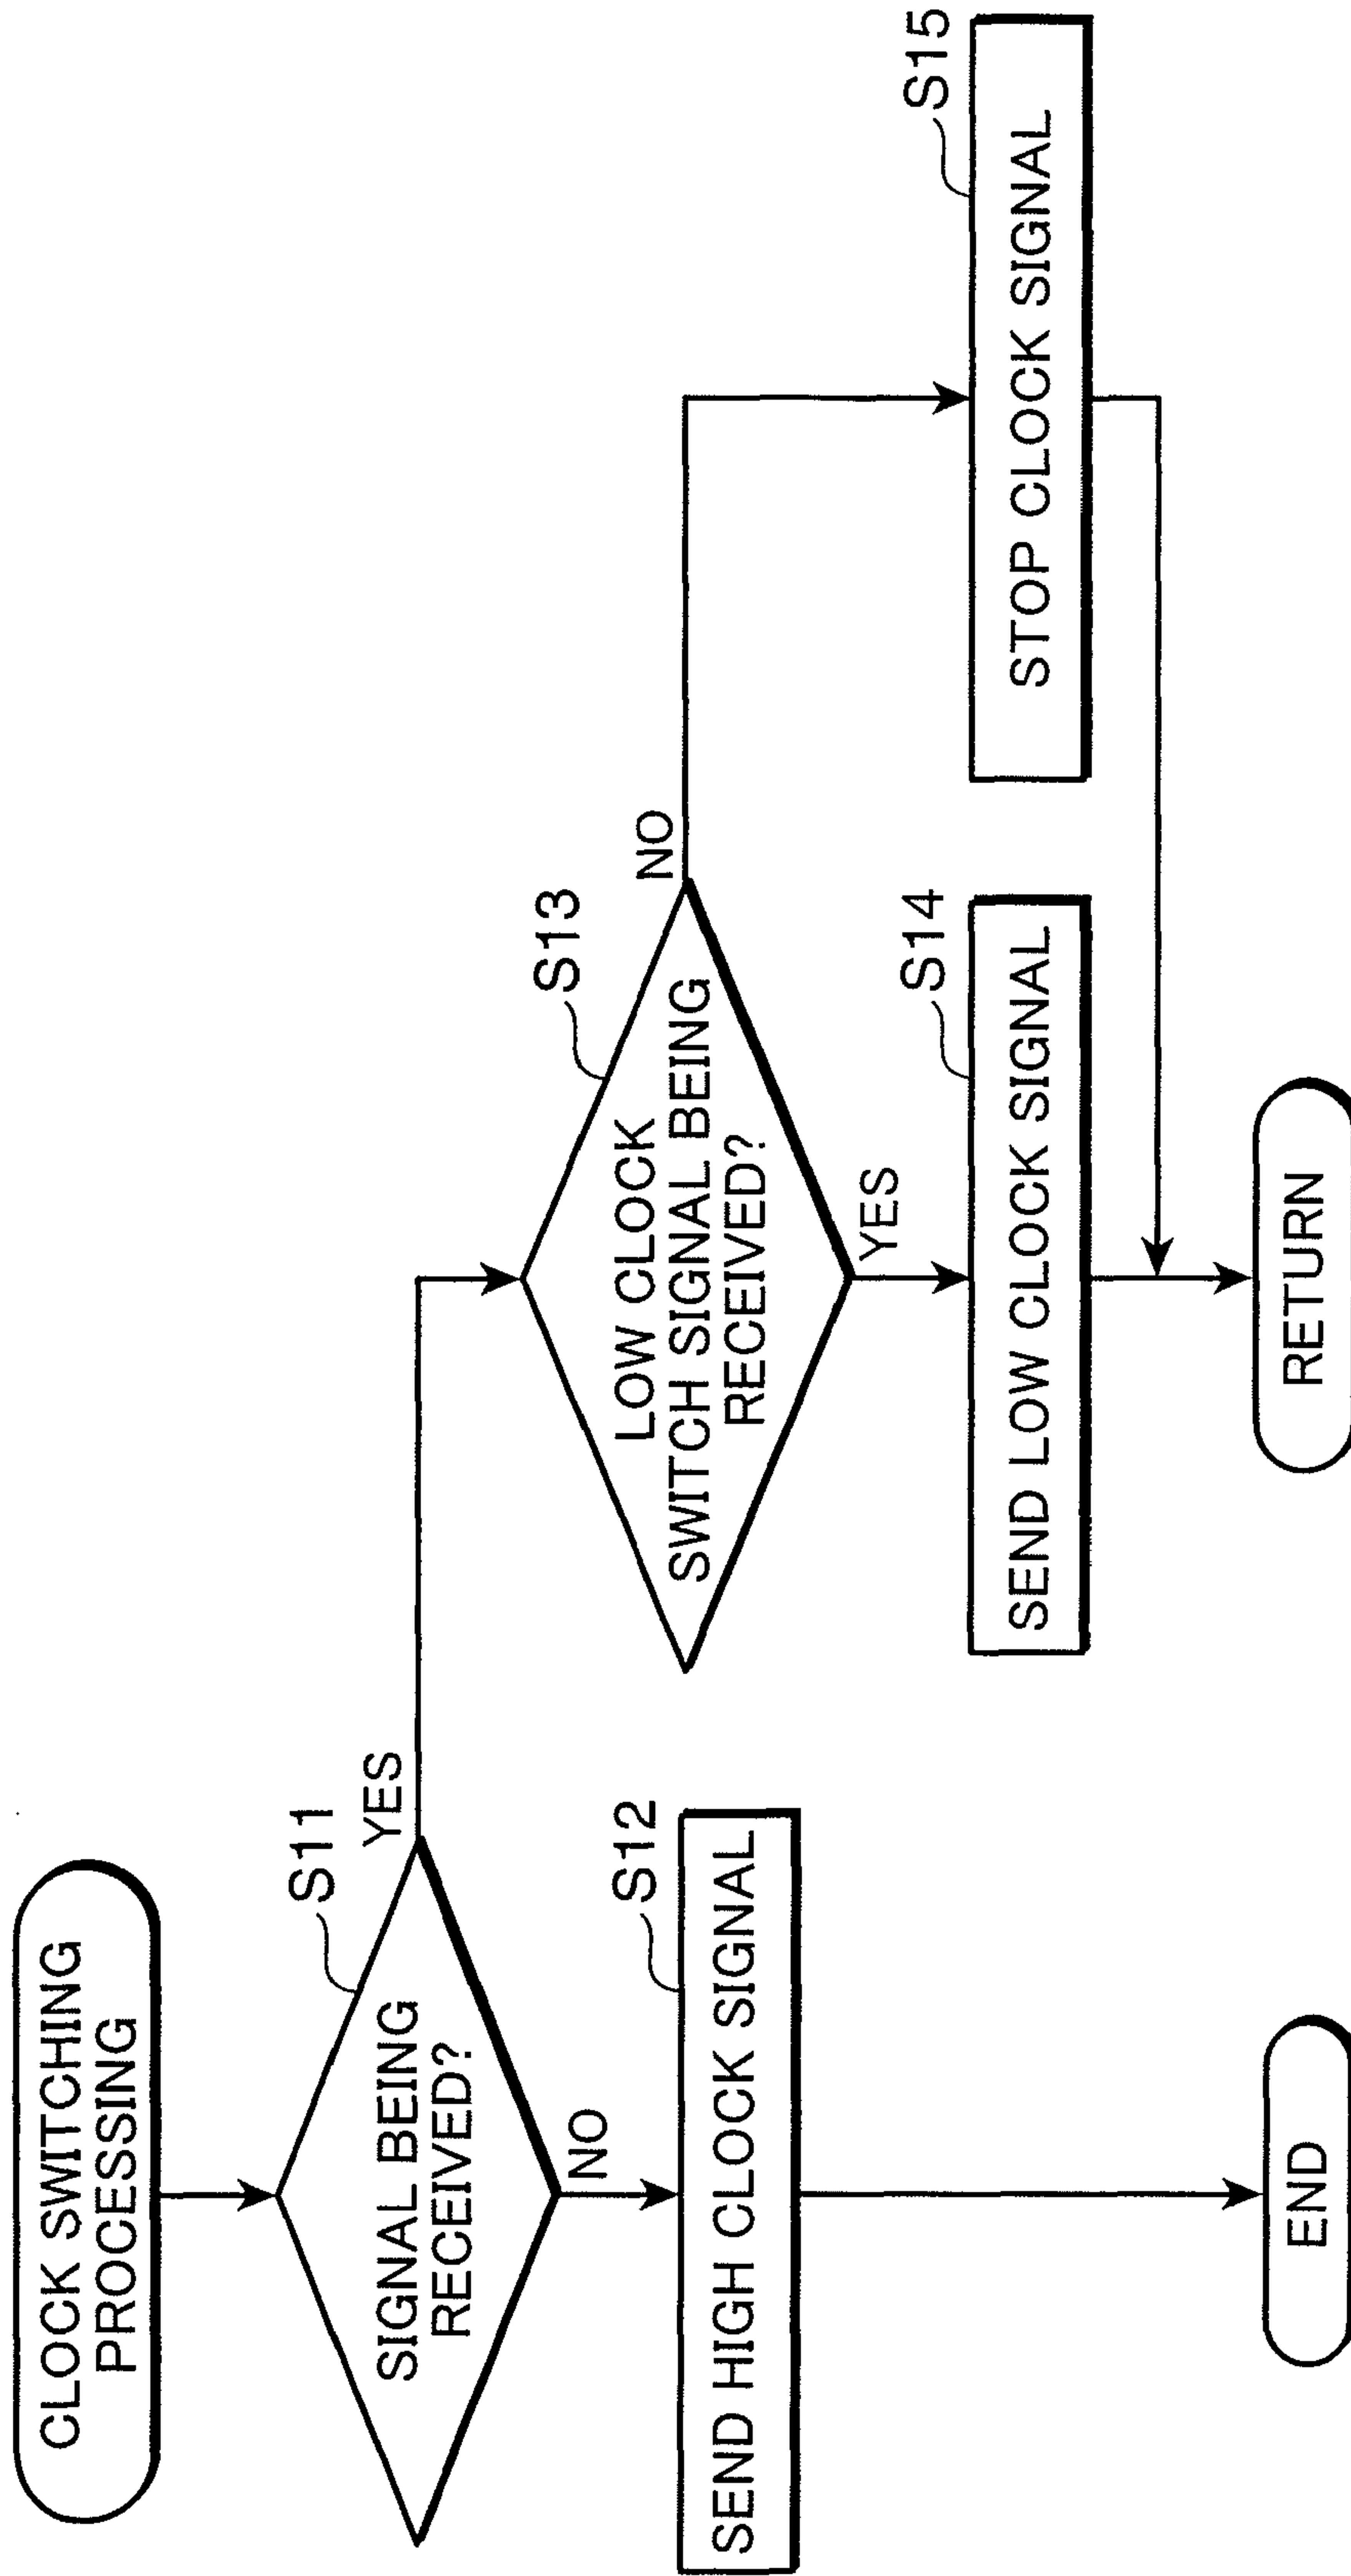 CLOCK SWITCHING
PROCESSING
S11
SIGNAL BEING
RECEIVED?
YES
NO
S12
SEND HIGH CLOCK SIGNAL
END
S13
LOW CLOCK
SWITCH SIGNAL BEING
RECEIVED?
NO
YES
S14
SEND LOW CLOCK SIGNAL
S15
STOP CLOCK SIGNAL
RETURN